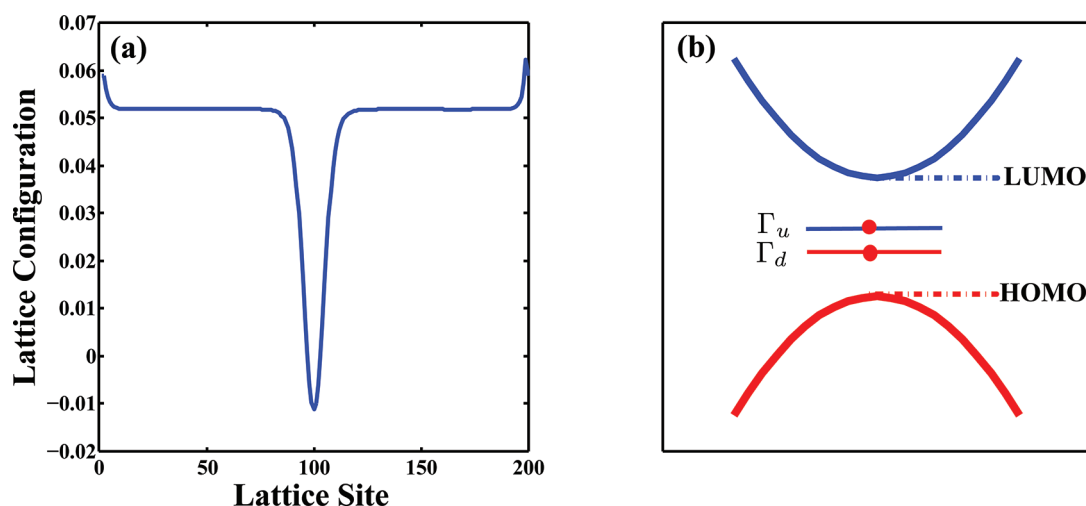 (a)
0.07
0.06
0.05
0.04
0.03
0.02
0.01
0
−0.01
−0.02
0
50
100
150
200
Lattice Configuration
Lattice Site
(b)
LUMO
Γu
Γd
HOMO